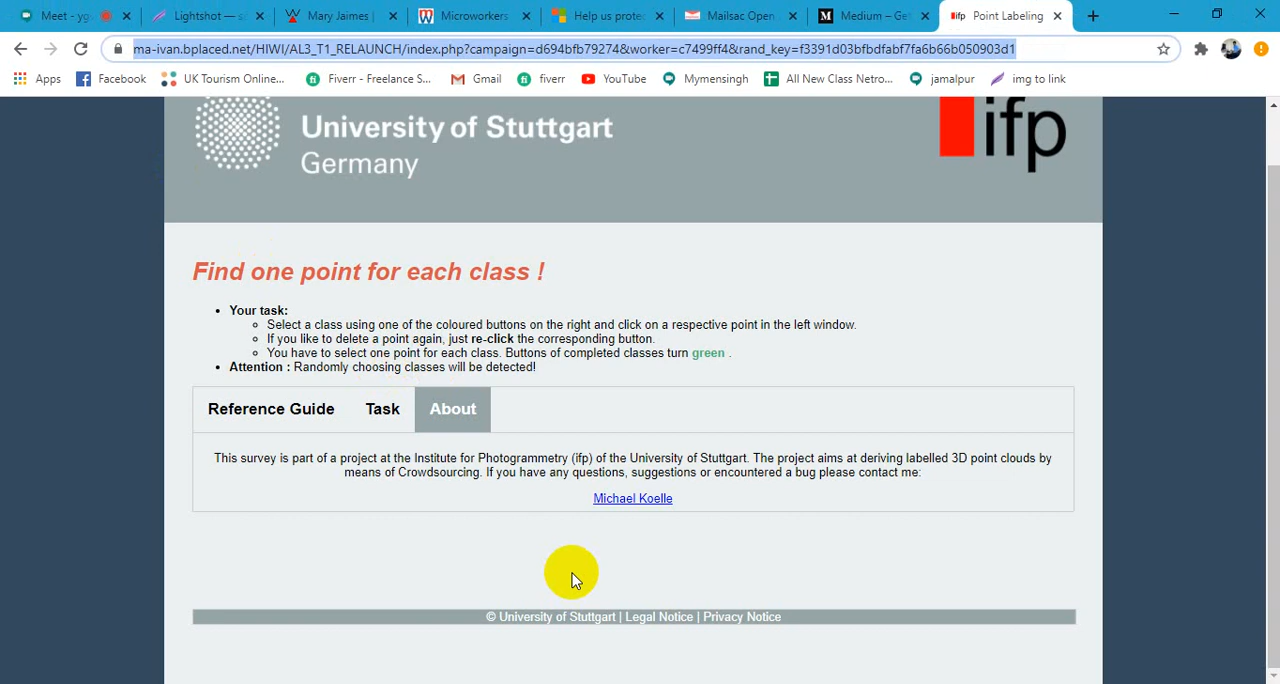 Meet - yg
Lightshot — s
Mary Jaimes |
Microworkers
Help us prote
Mailsac Open
Medium – Get
Point Labeling
ma-ivan.bplaced.net/HIWI/AL3_T1_RELAUNCH/index.php?campaign=d694bfb79274&worker=c7499ff4&rand_key=f3391d03bfbdfabf7fa6b66b050903d1
Apps
Facebook
UK Tourism Online...
Fiverr - Freelance S...
Gmail
fiverr
YouTube
Mymensingh
All New Class Netro...
jamalpur
img to link
University of Stuttgart
Germany
ifp
Find one point for each class !
Your task:
Select a class using one of the coloured buttons on the right and click on a respective point in the left window.
If you like to delete a point again, just re-click the corresponding button.
You have to select one point for each class. Buttons of completed classes turn green .
Attention : Randomly choosing classes will be detected!
Reference Guide Task About
This survey is part of a project at the Institute for Photogrammetry (ifp) of the University of Stuttgart. The project aims at deriving labelled 3D point clouds by
means of Crowdsourcing. If you have any questions, suggestions or encountered a bug please contact me:
Michael Koelle
© University of Stuttgart | Legal Notice | Privacy Notice